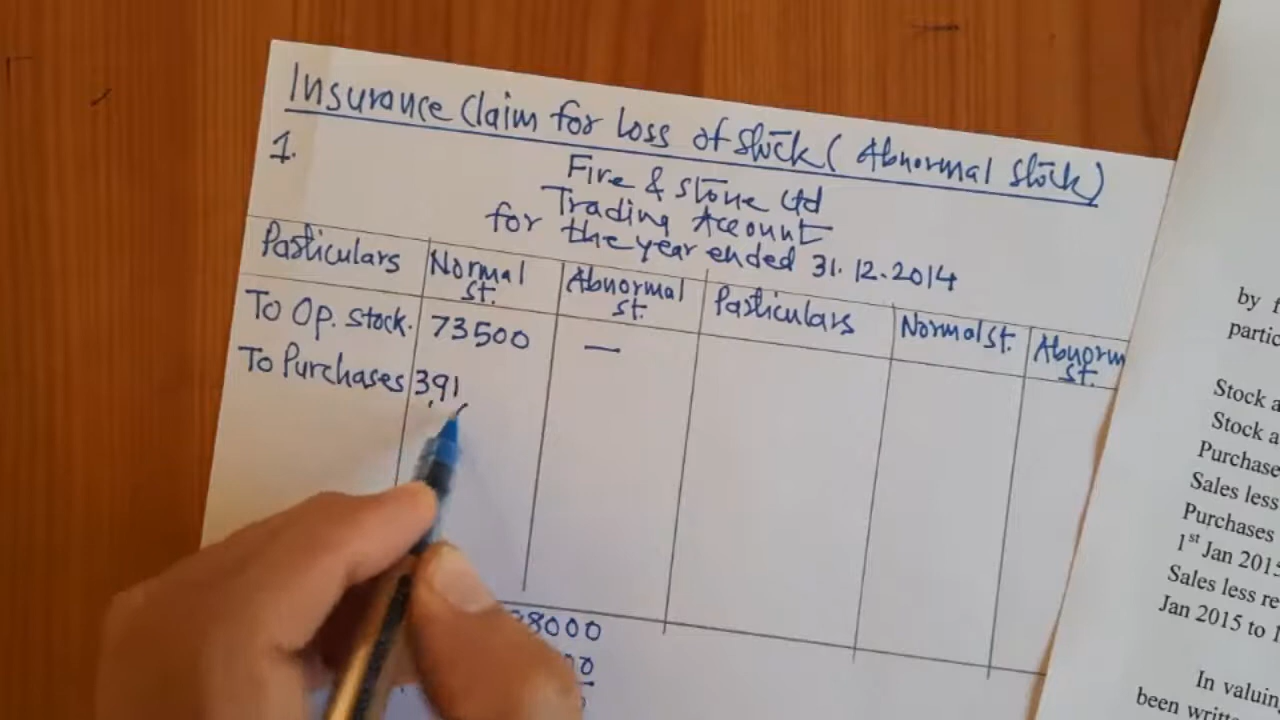 Insurance Claim for Loss of Stock ( Abnormal Stock)
1.
Fire & Stone Ltd
Trading Account
for the year ended 31.12.2014
Particulars Normal st. Abnormal st. Particulars Normal st. Abnorm st.
To Op. Stock. 73500 —
To Purchases 391
8000
by
partic
Stock a
Stock a
Purchase
Sales less
Purchases
1st Jan 2015
Sales less re
Jan 2015 to 1
In valuin
been writt